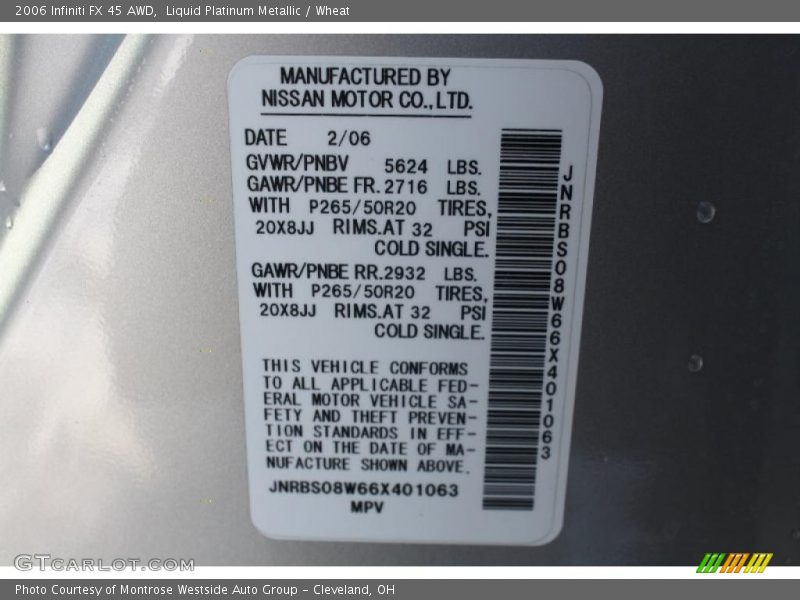 2006 Infiniti FX 45 AWD,  Liquid Platinum Metallic / Wheat
MANUFACTURED BY
NISSAN MOTOR CO.,LTD.
DATE 2/06
GVWR/PNBV 5624 LBS.
GAWR/PNBE FR.2716 LBS.
WITH P265/50R20 TIRES,
20X8JJ RIMS.AT 32 PSI
COLD SINGLE.
GAWR/PNBE RR.2932 LBS.
WITH P265/50R20 TIRES,
20X8JJ RIMS.AT 32 PSI
COLD SINGLE.
THIS VEHICLE CONFORMS
TO ALL APPLICABLE FED-
ERAL MOTOR VEHICLE SA-
FETY AND THEFT PREVEN-
TION STANDARDS IN EFF-
ECT ON THE DATE OF MA-
NUFACTURE SHOWN ABOVE.
JNRBS08W66X401063
MPV
JNRBS08W66X401063
GTCARLOT.COM
Photo Courtesy of Montrose Westside Auto Group - Cleveland, OH